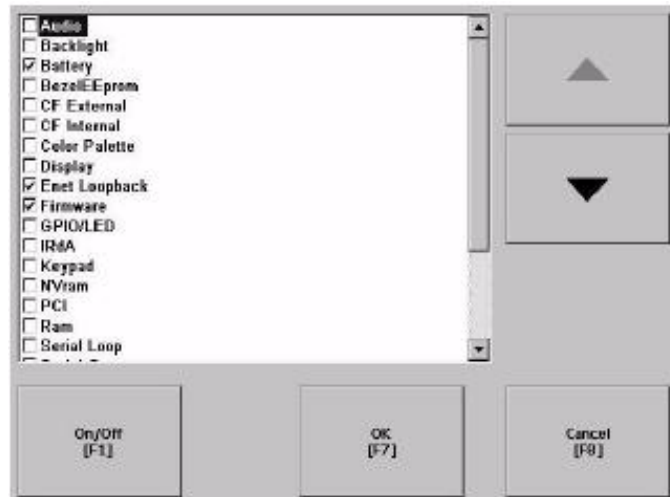 Audio
Backlight
Battery
BezelEEprom
CF External
CF Internal
Color Palette
Display
Enet Loopback
Firmware
GPIO/LED
IRdA
Keypad
NVram
PCI
Ram
Serial Loop
On/Off
[F1]
OK
[F7]
Cancel
[F8]